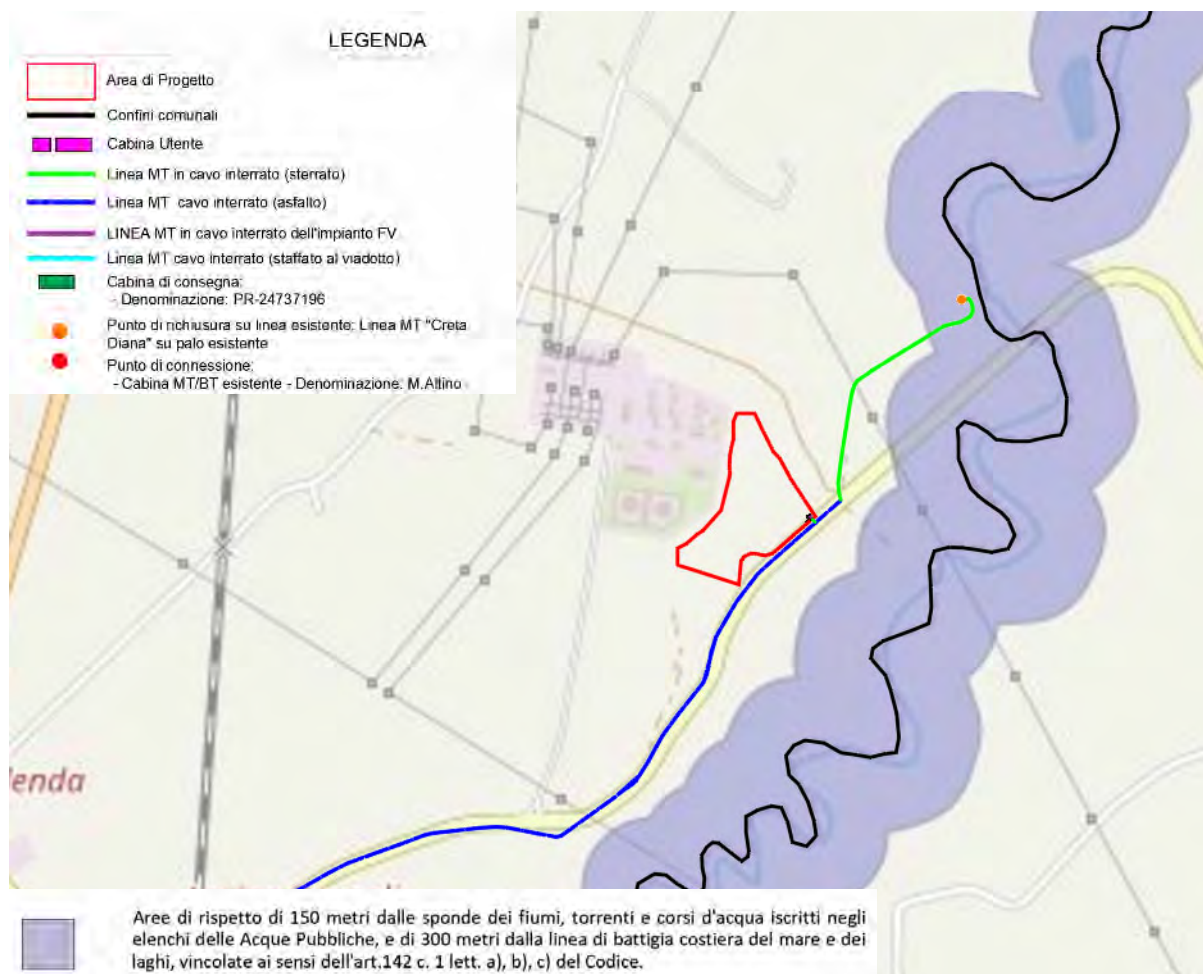 LEGENDA
Area di Progetto
Confini comunali
Cabina Utente
Linea MT in cavo interrato (sterrato)
Linea MT cavo interrato (asfalto)
LINEA MT in cavo interrato dell'impianto FV
Linea MT cavo interrato (staffato al viadotto)
Cabina di consegna:
- Denominazione: PR-24737196
Punto di richiusura su linea esistente: Linea MT "Creta
Diana" su palo esistente
Punto di connessione:
- Cabina MT/BT esistente - Denominazione: M.Altino
lenda
Aree di rispetto di 150 metri dalle sponde dei fiumi, torrenti e corsi d'acqua iscritti negli
elenchi delle Acque Pubbliche, e di 300 metri dalla linea di battigia costiera del mare e dei
laghi, vincolate ai sensi dell'art.142 c. 1 lett. a), b), c) del Codice.